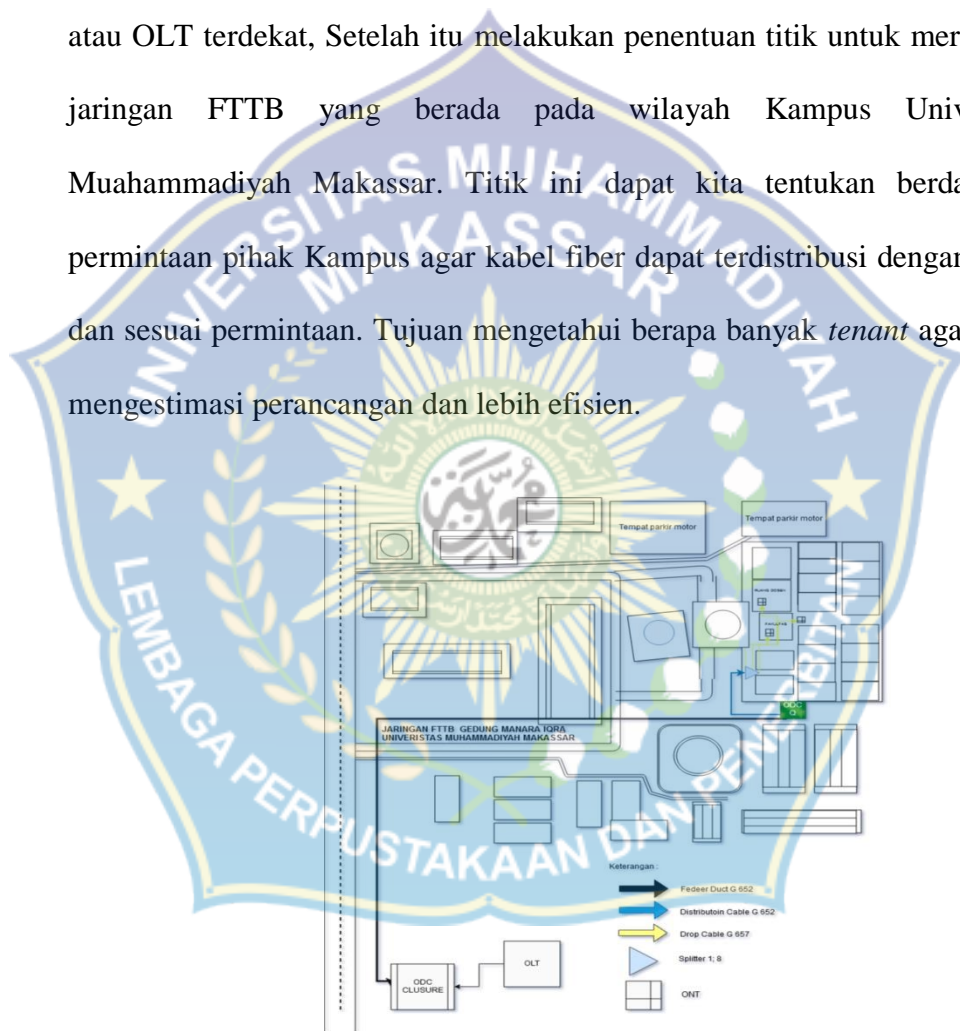 atau OLT terdekat, Setelah itu melakukan penentuan titik untuk mer
jaringan FTTB yang berada pada wilayah Kampus Univ
Muahammadiyah Makassar. Titik ini dapat kita tentukan berda
permintaan pihak Kampus agar kabel fiber dapat terdistribusi dengan
dan sesuai permintaan. Tujuan mengetahui berapa banyak tenant aga
mengestimasi perancangan dan lebih efisien.
UNIVERSITAS MUHAMMADIYAH
MAKASSAR
LEMBAGA PERPUSTAKAAN DAN PENERBITAN
Tempat parkir motor
Tempat parkir motor
ODC
JARINGAN FTTB GEDUNG MANARA IQRA
UNIVERISTAS MUHAMMADIYAH MAKASSAR
Keterangan :
Fedeer Duct G 652
Distributoin Cable G 652
Drop Cable G 657
Splitter 1; 8
ONT
OLT
ODC
CLUSURE